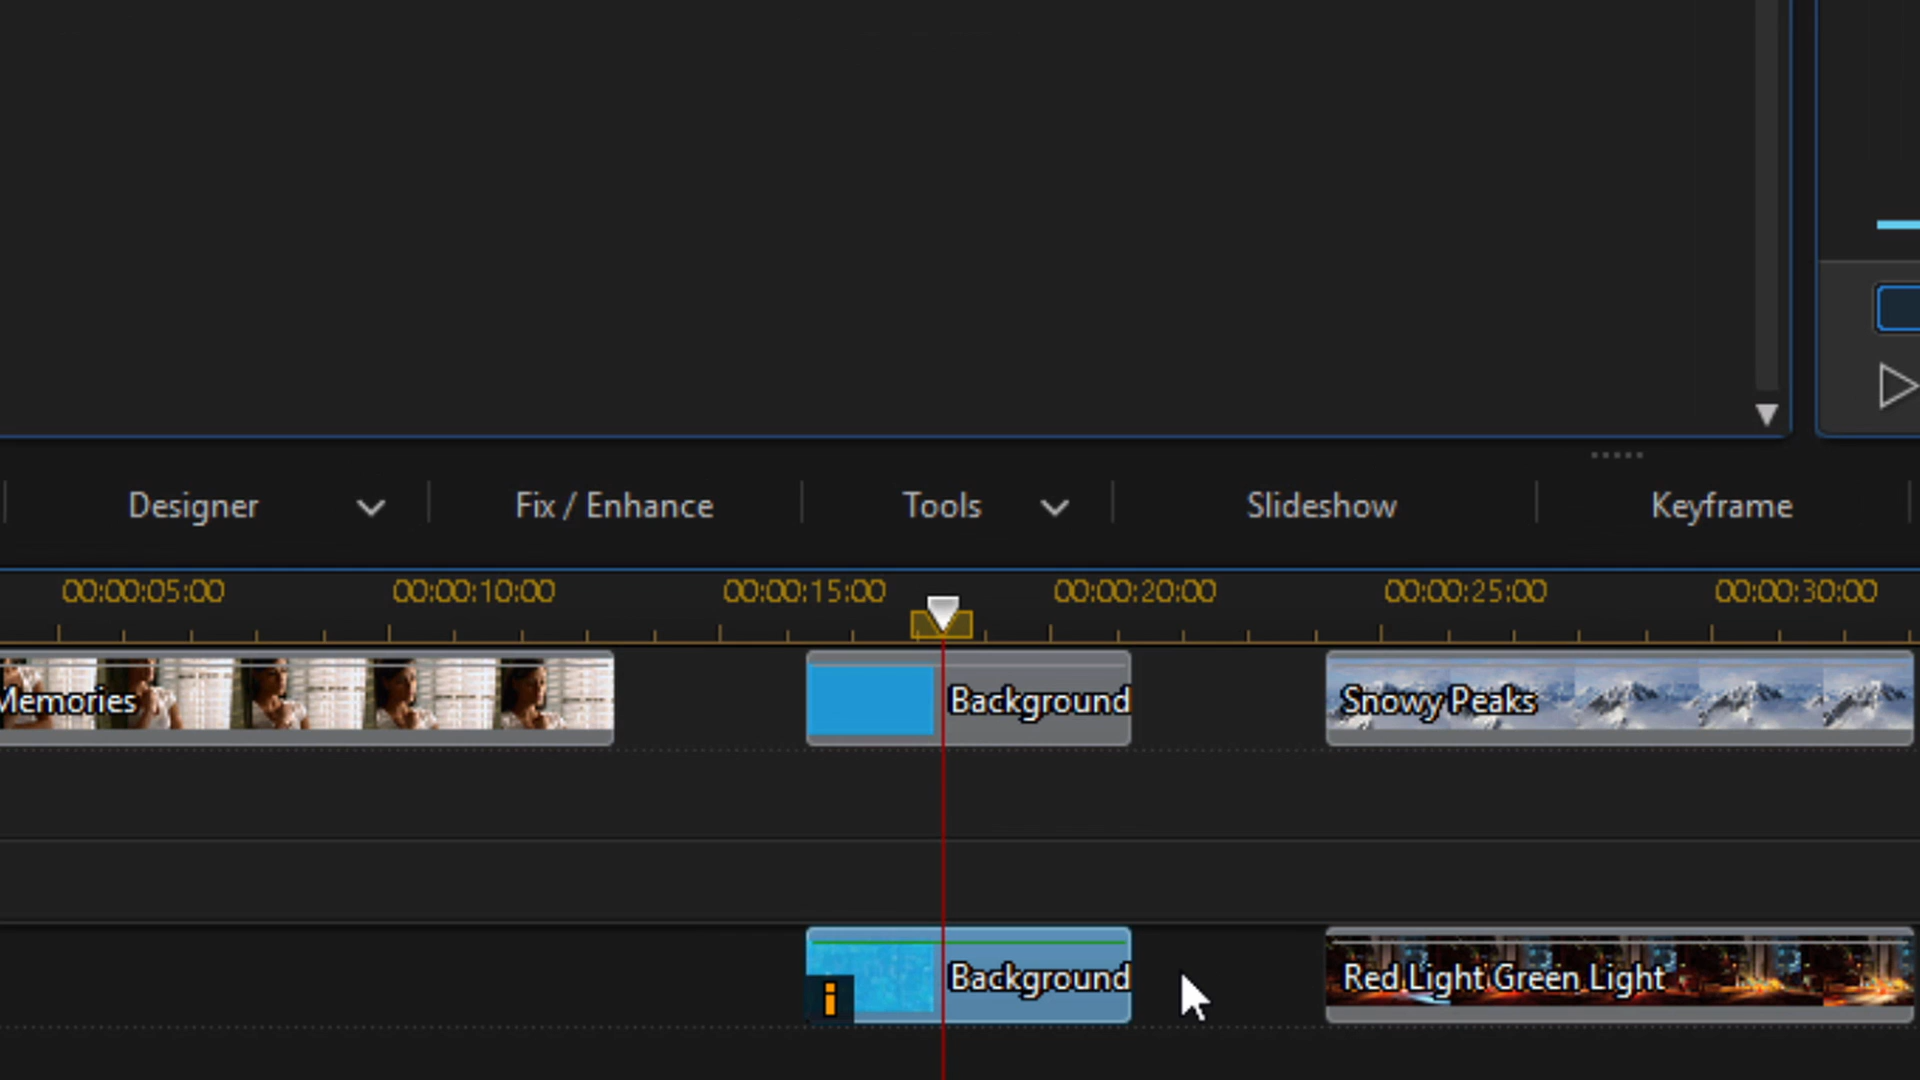 Designer Fix / Enhance Tools Slideshow Keyframe
00:00:05:00 00:00:10:00 00:00:15:00 00:00:20:00 00:00:25:00 00:00:30:00
Memories Background Snowy Peaks
i Background Red Light Green Light